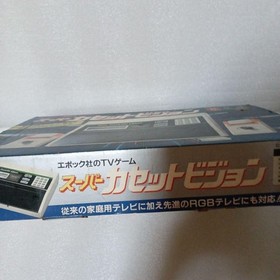 エポック社のTVゲーム
スーパーカセットビジョン
従来の家庭用テレビに加え先進のRGBテレビにも対応